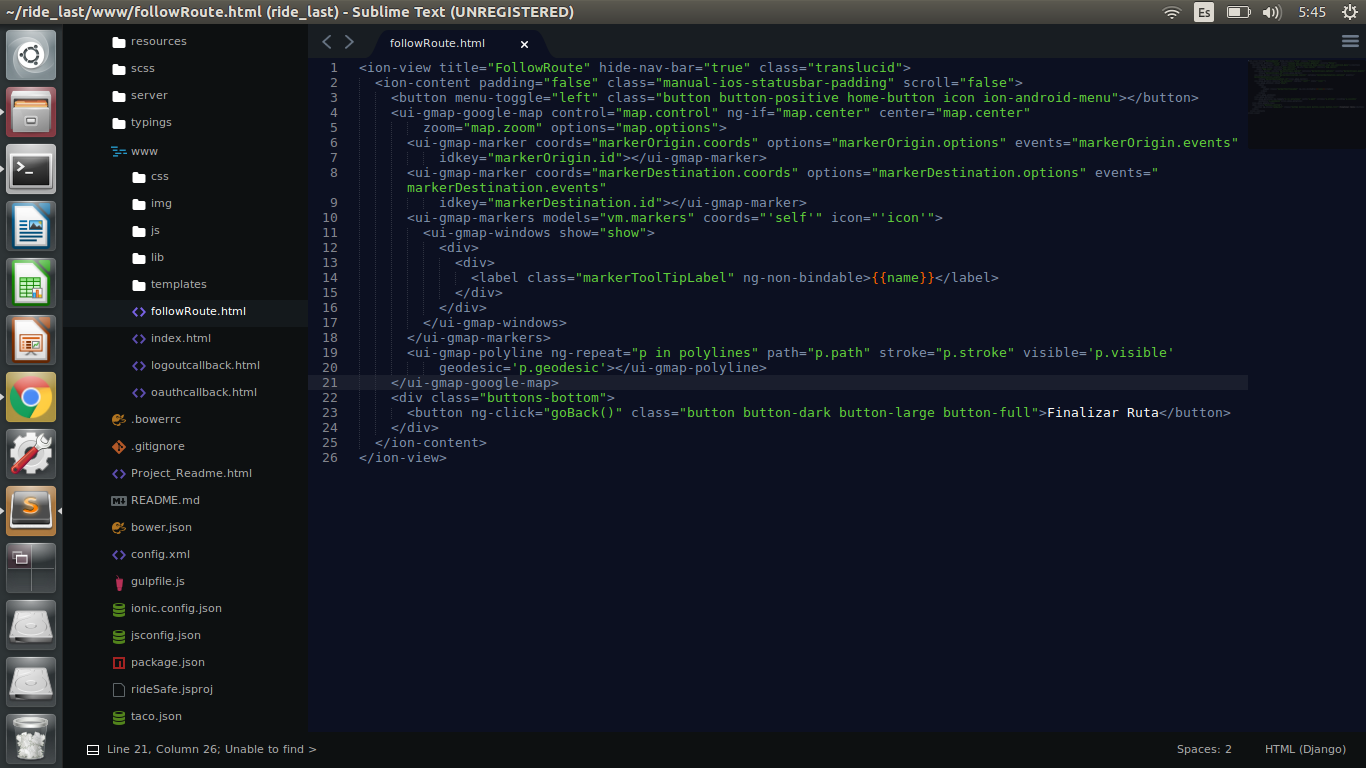 ~/ride_last/www/followRoute.html (ride_last) - Sublime Text (UNREGISTERED)
Es
5:45
resources
scss
server
typings
www
css
img
js
lib
templates
followRoute.html
index.html
logoutcallback.html
oauthcallback.html
.bowerrc
.gitignore
Project_Readme.html
README.md
bower.json
config.xml
gulpfile.js
ionic.config.json
jsconfig.json
package.json
rideSafe.jsproj
taco.json
followRoute.html ×
1 <ion-view title="FollowRoute" hide-nav-bar="true" class="translucid">
2 <ion-content padding="false" class="manual-ios-statusbar-padding" scroll="false">
3 <button menu-toggle="left" class="button button-positive home-button icon ion-android-menu"></button>
4 <ui-gmap-google-map control="map.control" ng-if="map.center" center="map.center"
5 zoom="map.zoom" options="map.options">
6 <ui-gmap-marker coords="markerOrigin.coords" options="markerOrigin.options" events="markerOrigin.events"
7 idkey="markerOrigin.id"></ui-gmap-marker>
8 <ui-gmap-marker coords="markerDestination.coords" options="markerDestination.options" events="
markerDestination.events"
9 idkey="markerDestination.id"></ui-gmap-marker>
10 <ui-gmap-markers models="vm.markers" coords="'self'" icon="'icon'">
11 <ui-gmap-windows show="show">
12 <div>
13 <div>
14 <label class="markerToolTipLabel" ng-non-bindable>{{name}}</label>
15 </div>
16 </div>
17 </ui-gmap-windows>
18 </ui-gmap-markers>
19 <ui-gmap-polyline ng-repeat="p in polylines" path="p.path" stroke="p.stroke" visible='p.visible'
20 geodesic='p.geodesic'></ui-gmap-polyline>
21 </ui-gmap-google-map>
22 <div class="buttons-bottom">
23 <button ng-click="goBack()" class="button button-dark button-large button-full">Finalizar Ruta</button>
24 </div>
25 </ion-content>
26 </ion-view>
Line 21, Column 26; Unable to find >
Spaces: 2
HTML (Django)